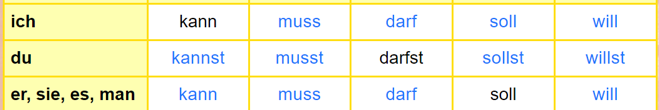 ich kann muss darf soll will
du kannst musst darfst sollst willst
er, sie, es, man kann muss darf soll will